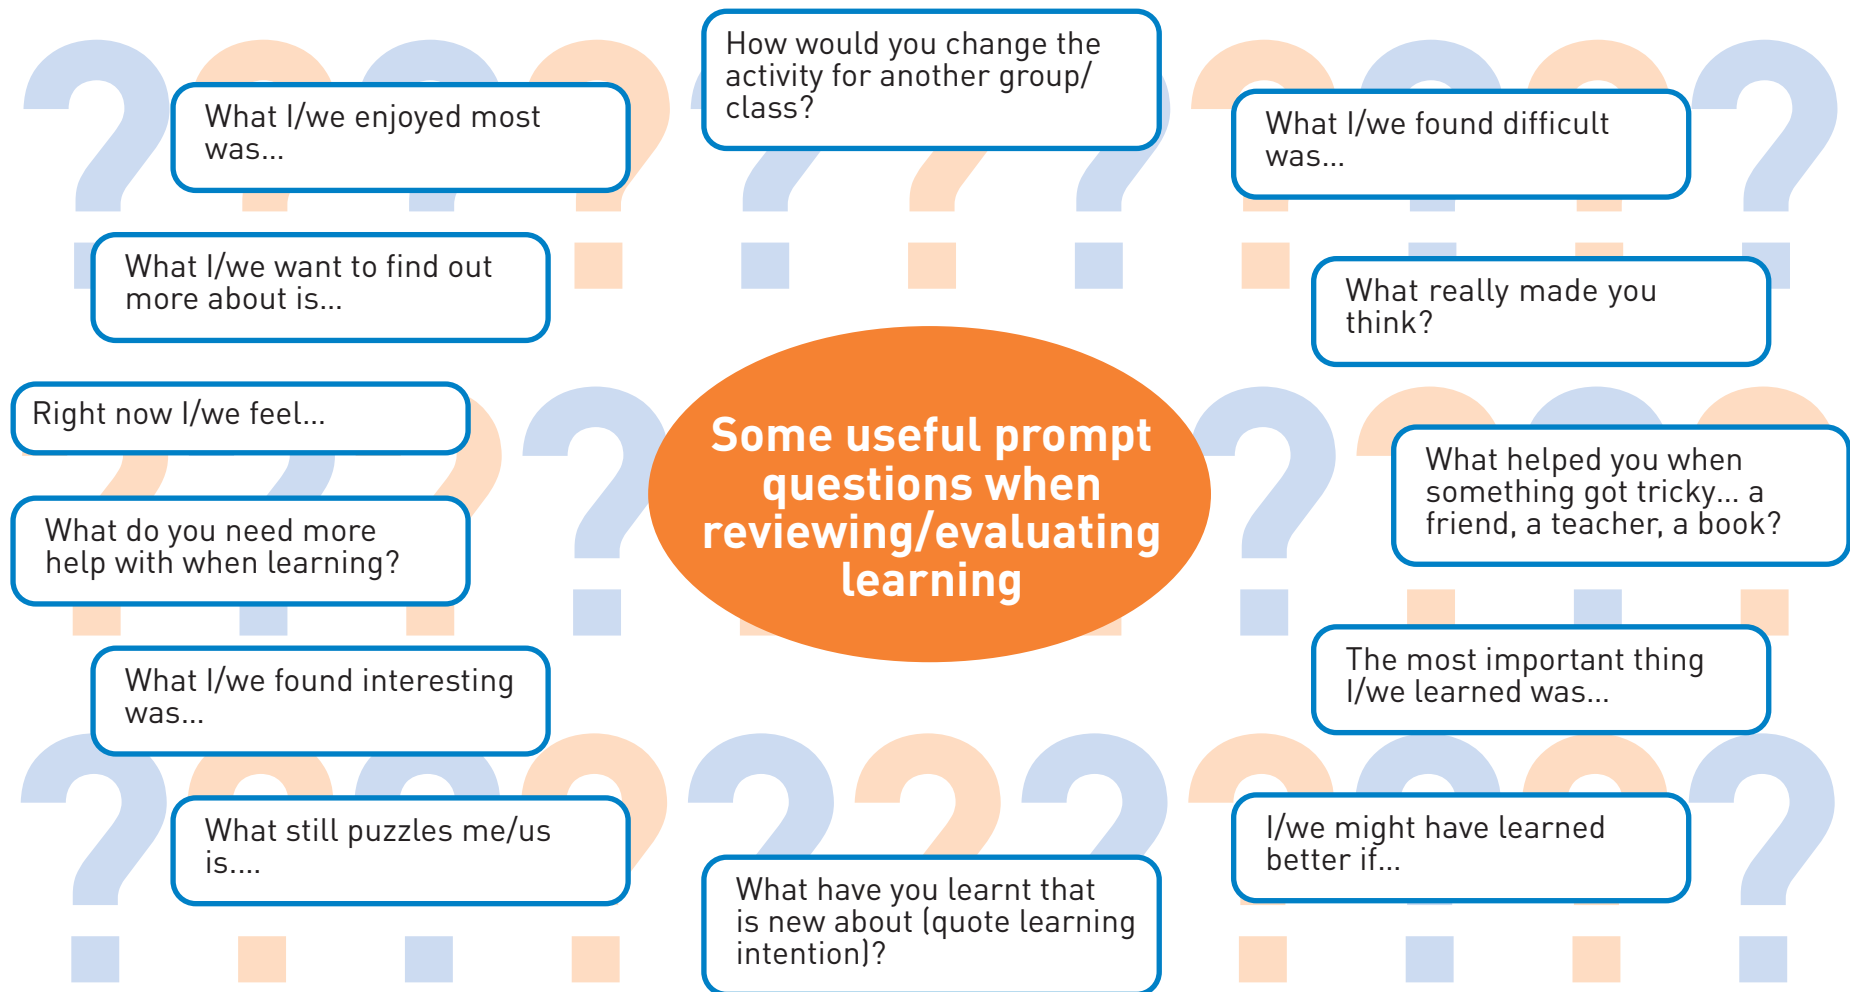 How would you change the
activity for another group/
class?
What I/we enjoyed most
was...
What I/we found difficult
was...
What I/we want to find out
more about is...
What really made you
think?
Right now I/we feel...
Some useful prompt
questions when
reviewing/evaluating
learning
What helped you when
something got tricky... a
friend, a teacher, a book?
What do you need more
help with when learning?
What I/we found interesting
was...
The most important thing
I/we learned was...
What still puzzles me/us
is....
I/we might have learned
better if...
What have you learnt that
is new about (quote learning
intention)?